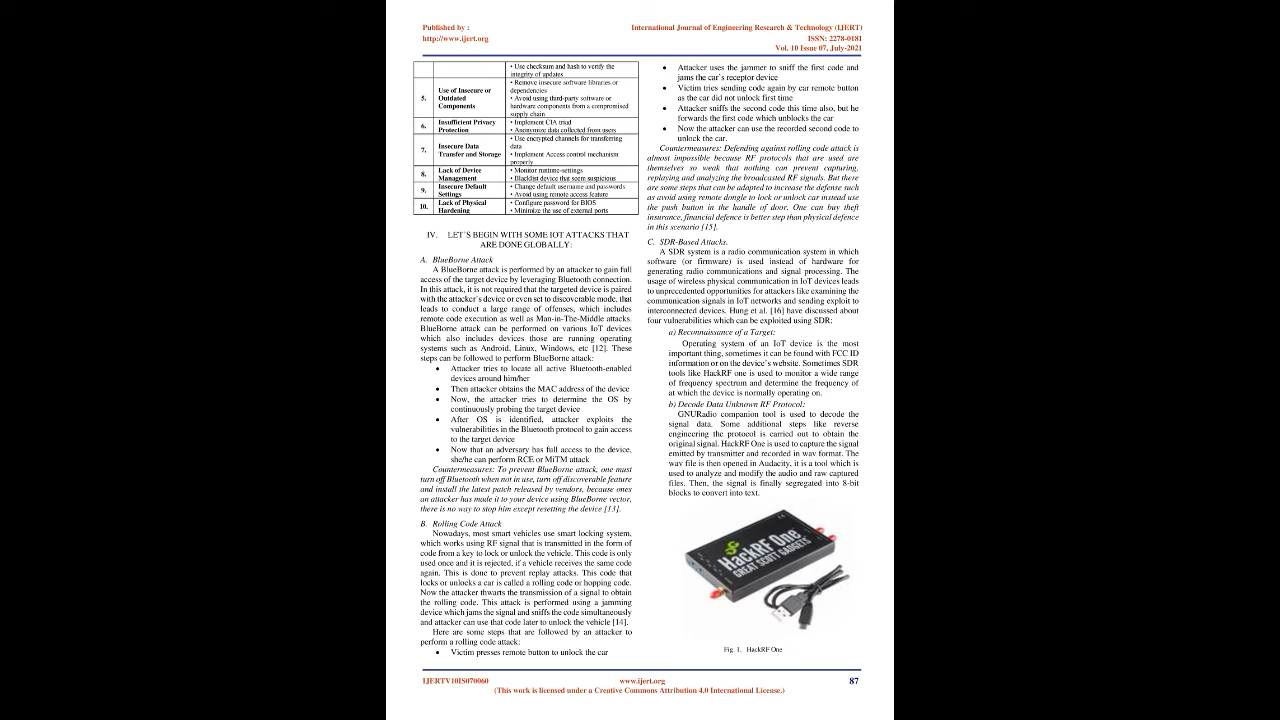 Published by :
http://www.ijert.org
International Journal of Engineering Research & Technology (IJERT)
ISSN: 2278-0181
Vol. 10 Issue 07, July-2021
• Use checksum and hash to verify the
integrity of updates
5.
Use of Insecure or
Outdated
Components
• Remove insecure software libraries or
dependencies
• Avoid using third-party software or
hardware components from a compromised
supply chain
6.
Insufficient Privacy
Protection
• Implement CIA triad
• Anonymize data collected from users
7.
Insecure Data
Transfer and Storage
• Use encrypted channels for transferring
data
• Implement Access control mechanism
properly
8.
Lack of Device
Management
• Monitor runtime-settings
• Blacklist device that seem suspicious
9.
Insecure Default
Settings
• Change default username and passwords
• Avoid using remote access feature
10.
Lack of Physical
Hardening
• Configure password for BIOS
• Minimize the use of external ports
IV. LET'S BEGIN WITH SOME IOT ATTACKS THAT
ARE DONE GLOBALLY:
A. BlueBorne Attack
A BlueBorne attack is performed by an attacker to gain full
access of the target device by leveraging Bluetooth connection.
In this attack, it is not required that the targeted device is paired
with the attacker's device or even set to discoverable mode, that
leads to conduct a large range of offenses, which includes
remote code execution as well as Man-in-The-Middle attacks.
BlueBorne attack can be performed on various IoT devices
which also includes devices those are running operating
systems such as Android, Linux, Windows, etc [12]. These
steps can be followed to perform BlueBorne attack:
• Attacker tries to locate all active Bluetooth-enabled
devices around him/her
• Then attacker obtains the MAC address of the device
• Now, the attacker tries to determine the OS by
continuously probing the target device
• After OS is identified, attacker exploits the
vulnerabilities in the Bluetooth protocol to gain access
to the target device
• Now that an adversary has full access to the device,
she/he can perform RCE or MiTM attack
Countermeasures: To prevent BlueBorne attack, one must
turn off Bluetooth when not in use, turn off discoverable feature
and install the latest patch released by vendors, because ones
an attacker has made it to your device using BlueBorne vector,
there is no way to stop him except resetting the device [13].
B. Rolling Code Attack
Nowadays, most smart vehicles use smart locking system,
which works using RF signal that is transmitted in the form of
code from a key to lock or unlock the vehicle. This code is only
used once and it is rejected, if a vehicle receives the same code
again. This is done to prevent replay attacks. This code that
locks or unlocks a car is called a rolling code or hopping code.
Now the attacker thwarts the transmission of a signal to obtain
the rolling code. This attack is performed using a jamming
device which jams the signal and sniffs the code simultaneously
and attacker can use that code later to unlock the vehicle [14].
Here are some steps that are followed by an attacker to
perform a rolling code attack:
• Victim presses remote button to unlock the car
• Attacker uses the jammer to sniff the first code and
jams the car's receptor device
• Victim tries sending code again by car remote button
as the car did not unlock first time
• Attacker sniffs the second code this time also, but he
forwards the first code which unblocks the car
• Now the attacker can use the recorded second code to
unlock the car.
Countermeasures: Defending against rolling code attack is
almost impossible because RF protocols that are used are
themselves so weak that nothing can prevent capturing,
replaying and analyzing the broadcasted RF signals. But there
are some steps that can be adapted to increase the defense such
as avoid using remote dongle to lock or unlock car instead use
the push button in the handle of door. One can buy theft
insurance, financial defence is better step than physical defence
in this scenario [15].
C. SDR-Based Attacks.
A SDR system is a radio communication system in which
software (or firmware) is used instead of hardware for
generating radio communications and signal processing. The
usage of wireless physical communication in IoT devices leads
to unprecedented opportunities for attackers like examining the
communication signals in IoT networks and sending exploit to
interconnected devices. Hung et al. [16] have discussed about
four vulnerabilities which can be exploited using SDR:
a) Reconnaissance of a Target:
Operating system of an IoT device is the most
important thing, sometimes it can be found with FCC ID
information or on the device's website. Sometimes SDR
tools like HackRF one is used to monitor a wide range
of frequency spectrum and determine the frequency of
at which the device is normally operating on.
b) Decode Data Unknown RF Protocol:
GNURadio companion tool is used to decode the
signal data. Some additional steps like reverse
engineering the protocol is carried out to obtain the
original signal. HackRF One is used to capture the signal
emitted by transmitter and recorded in wav format. The
wav file is then opened in Audacity, it is a tool which is
used to analyze and modify the audio and raw captured
files. Then, the signal is finally segregated into 8-bit
blocks to convert into text.
HackRF One
GREAT SCOTT GADGETS
Fig. 1. HackRF One
IJERTV10IS070060
www.ijert.org
87
(This work is licensed under a Creative Commons Attribution 4.0 International License.)